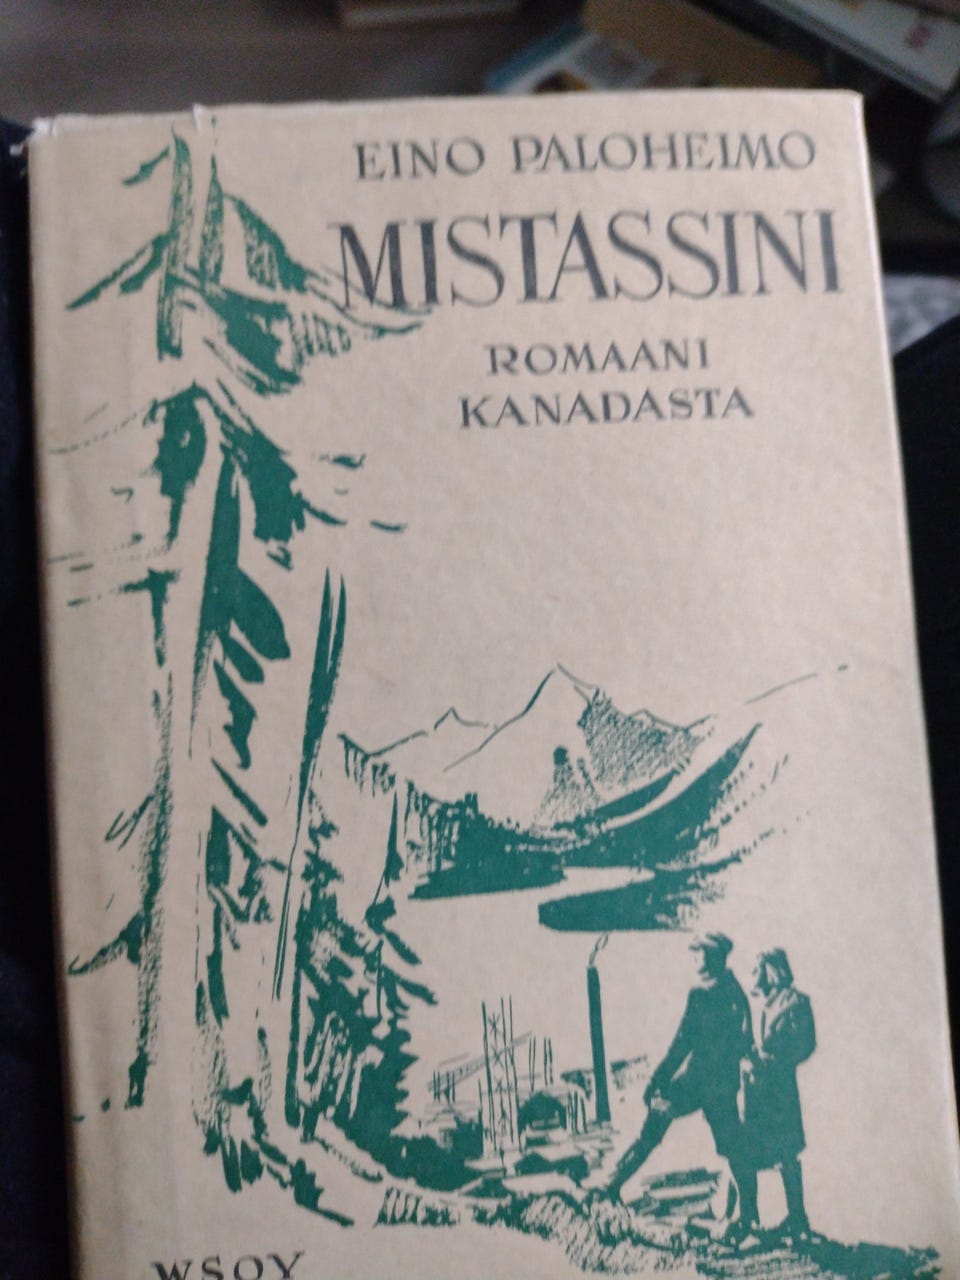 EINO PALOHEIMO
MISTASSINI
ROMAANI
KANADASTA
WSOY